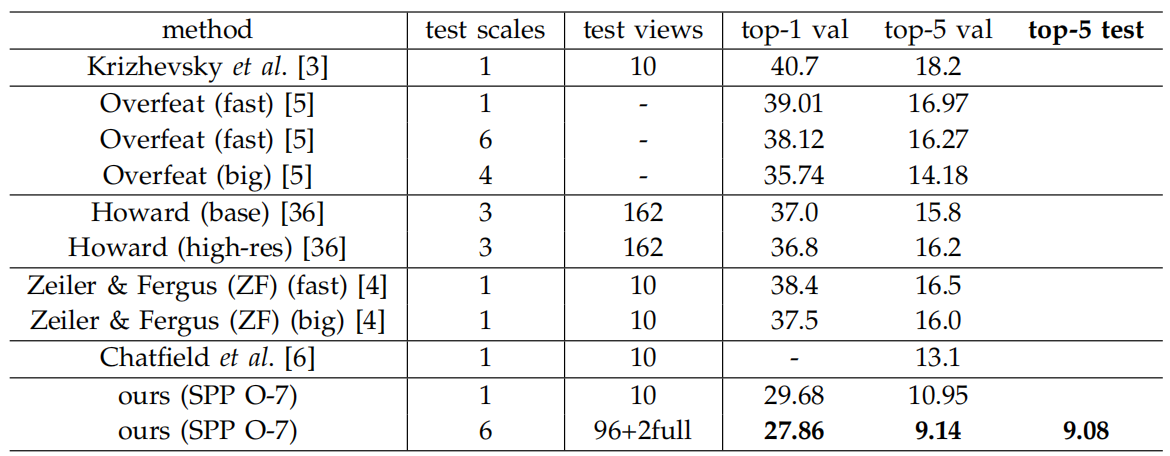 method test scales test views top-1 val top-5 val top-5 test
Krizhevsky et al. [3] 1 10 40.7 18.2
Overfeat (fast) [5] 1 - 39.01 16.97
Overfeat (fast) [5] 6 - 38.12 16.27
Overfeat (big) [5] 4 - 35.74 14.18
Howard (base) [36] 3 162 37.0 15.8
Howard (high-res) [36] 3 162 36.8 16.2
Zeiler & Fergus (ZF) (fast) [4] 1 10 38.4 16.5
Zeiler & Fergus (ZF) (big) [4] 1 10 37.5 16.0
Chatfield et al. [6] 1 10 - 13.1
ours (SPP O-7) 1 10 29.68 10.95
ours (SPP O-7) 6 96+2full 27.86 9.14 9.08